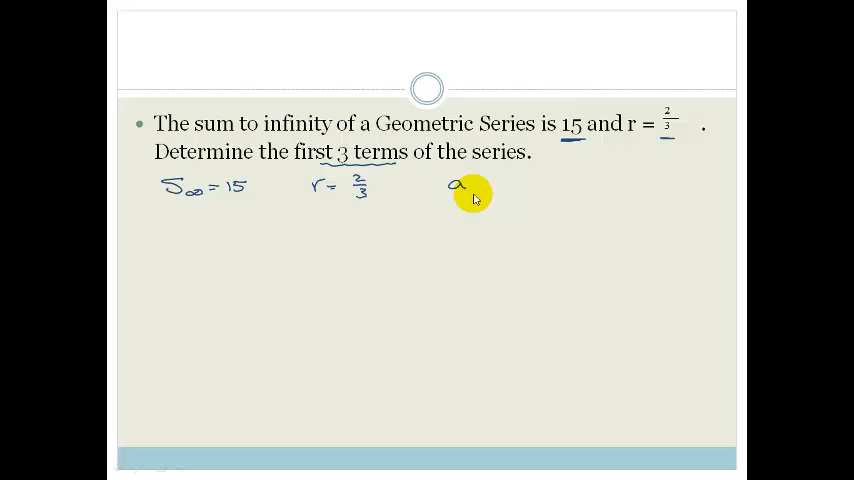 The sum to infinity of a Geometric Series is 15 and r = 2/3 .
Determine the first 3 terms of the series.
S∞ = 15 r = 2/3 a